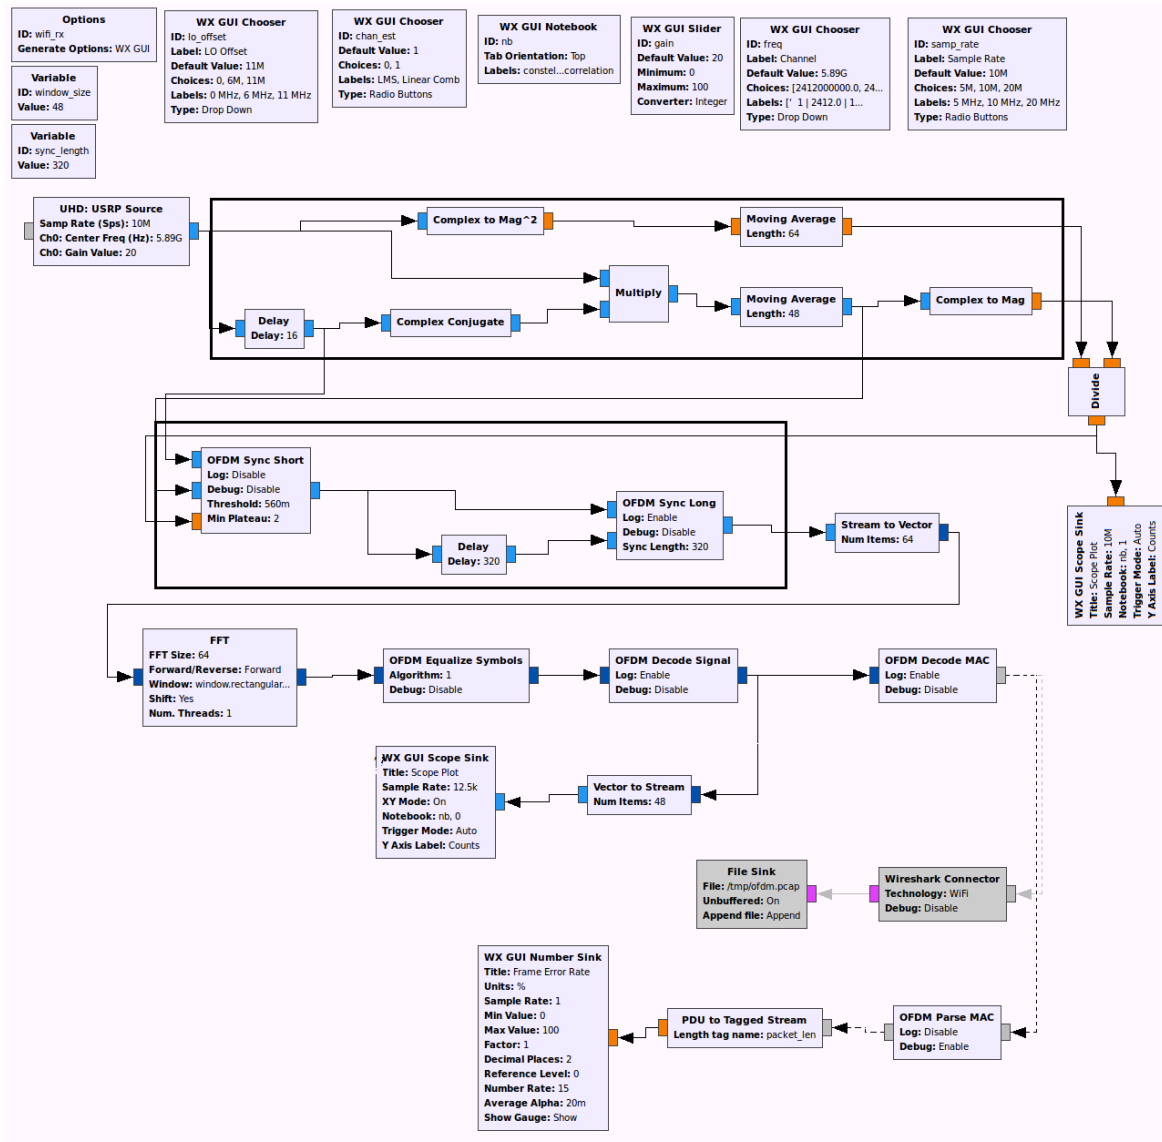 Options
ID: wifi_rx
Generate Options: WX GUI
Variable
ID: window_size
Value: 48
Variable
ID: sync_length
Value: 320
WX GUI Chooser
ID: lo_offset
Label: LO Offset
Default Value: 11M
Choices: 0, 6M, 11M
Labels: 0 MHz, 6 MHz, 11 MHz
Type: Drop Down
WX GUI Chooser
ID: chan_est
Default Value: 1
Choices: 0, 1
Labels: LMS, Linear Comb
Type: Radio Buttons
WX GUI Notebook
ID: nb
Tab Orientation: Top
Labels: constel...correlation
WX GUI Slider
ID: gain
Default Value: 20
Minimum: 0
Maximum: 100
Converter: Integer
WX GUI Chooser
ID: freq
Label: Channel
Default Value: 5.89G
Choices: [2412000000.0, 24...
Labels: ['  1 | 2412.0 | 1...
Type: Drop Down
WX GUI Chooser
ID: samp_rate
Label: Sample Rate
Default Value: 10M
Choices: 5M, 10M, 20M
Labels: 5 MHz, 10 MHz, 20 MHz
Type: Radio Buttons
UHD: USRP Source
Samp Rate (Sps): 10M
Ch0: Center Freq (Hz): 5.89G
Ch0: Gain Value: 20
Complex to Mag^2
Moving Average
Length: 64
Multiply
Delay
Delay: 16
Complex Conjugate
Moving Average
Length: 48
Complex to Mag
Divide
OFDM Sync Short
Log: Disable
Debug: Disable
Threshold: 560m
Min Plateau: 2
Delay
Delay: 320
OFDM Sync Long
Log: Enable
Debug: Disable
Sync Length: 320
Stream to Vector
Num Items: 64
WX GUI Scope Sink
Title: Scope Plot
Sample Rate: 10M
Notebook: nb, 1
Trigger Mode: Auto
Y Axis Label: Counts
FFT
FFT Size: 64
Forward/Reverse: Forward
Window: window.rectangular...
Shift: Yes
Num. Threads: 1
OFDM Equalize Symbols
Algorithm: 1
Debug: Disable
OFDM Decode Signal
Log: Enable
Debug: Disable
OFDM Decode MAC
Log: Enable
Debug: Disable
WX GUI Scope Sink
Title: Scope Plot
Sample Rate: 12.5k
XY Mode: On
Notebook: nb, 0
Trigger Mode: Auto
Y Axis Label: Counts
Vector to Stream
Num Items: 48
File Sink
File: /tmp/ofdm.pcap
Unbuffered: On
Append file: Append
Wireshark Connector
Technology: WiFi
Debug: Disable
WX GUI Number Sink
Title: Frame Error Rate
Units: %
Sample Rate: 1
Min Value: 0
Max Value: 100
Factor: 1
Decimal Places: 2
Reference Level: 0
Number Rate: 15
Average Alpha: 20m
Show Gauge: Show
PDU to Tagged Stream
Length tag name: packet_len
OFDM Parse MAC
Log: Disable
Debug: Enable